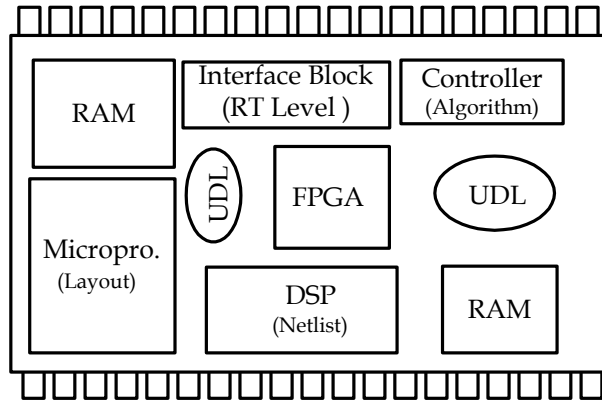 RAM
Interface Block
(RT Level )
Controller
(Algorithm)
UDL
FPGA
UDL
Micropro.
(Layout)
DSP
(Netlist)
RAM